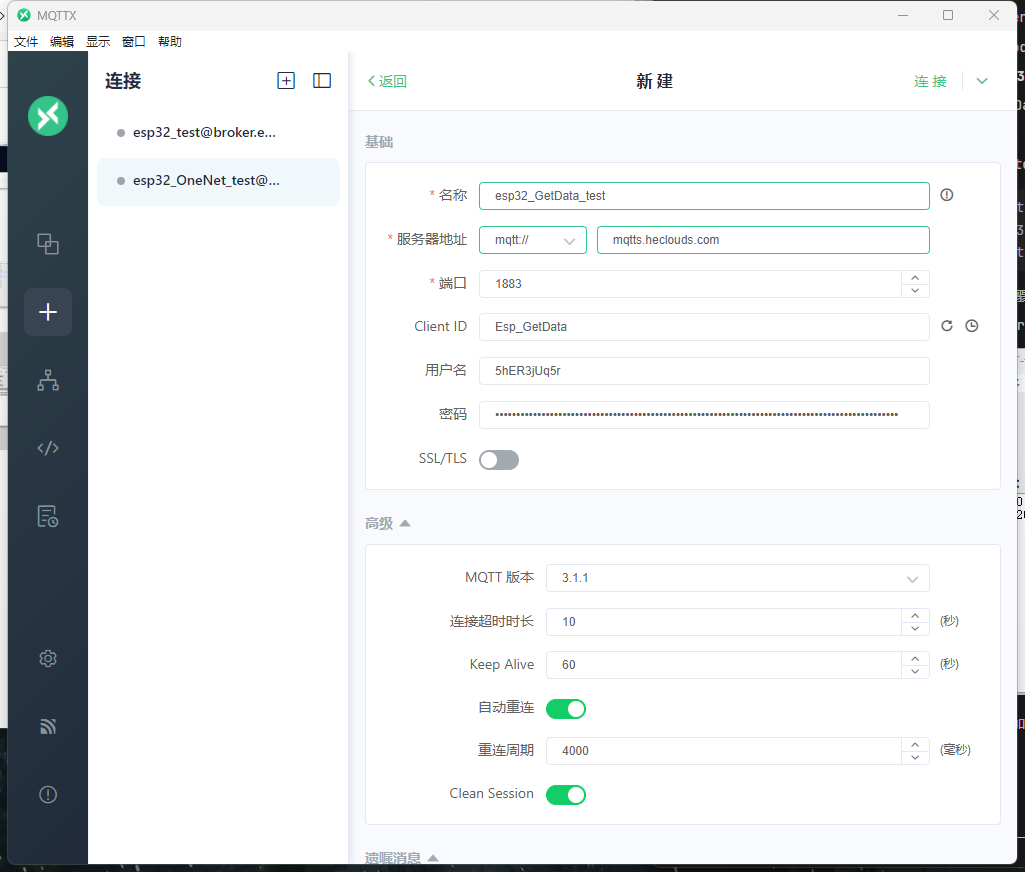 MQTTX
文件 编辑 显示 窗口 帮助
连接
esp32_test@broker.e...
esp32_OneNet_test@...
返回
新建
连接
基础
* 名称 esp32_GetData_test
* 服务器地址 mqtt:// mqtts.heclouds.com
* 端口 1883
Client ID Esp_GetData
用户名 5hER3jUq5r
密码 ••••••••••••••••••••••••••••••••••••••••••••••••••••••••••••••••••••••••••••••••
SSL/TLS
高级
MQTT 版本 3.1.1
连接超时时长 10 (秒)
Keep Alive 60 (秒)
自动重连
重连周期 4000 (毫秒)
Clean Session
遗嘱消息